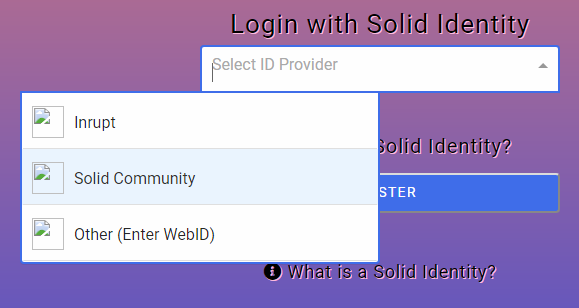 Login with Solid Identity
Select ID Provider
Inrupt
Solid Identity?
Solid Community
STER
Other (Enter WebID)
What is a Solid Identity?